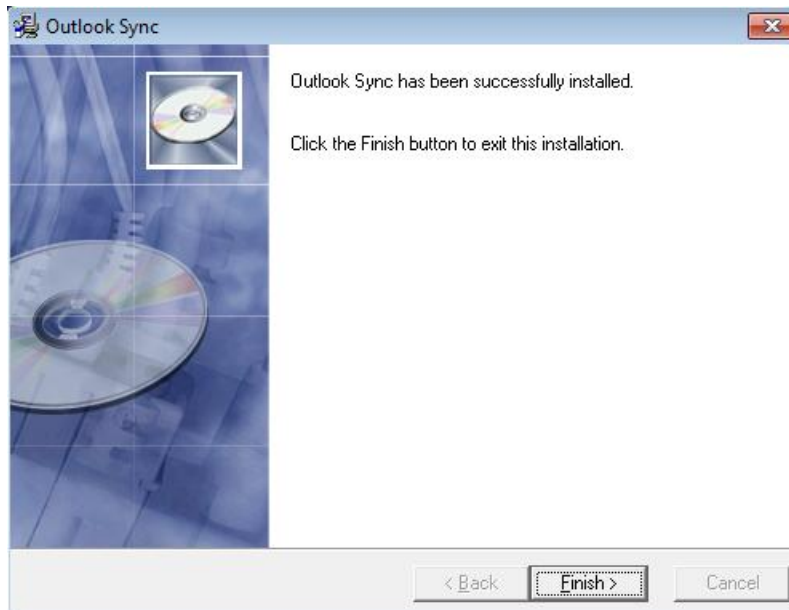 Outlook Sync
Outlook Sync has been successfully installed.
Click the Finish button to exit this installation.
< Back
Finish >
Cancel